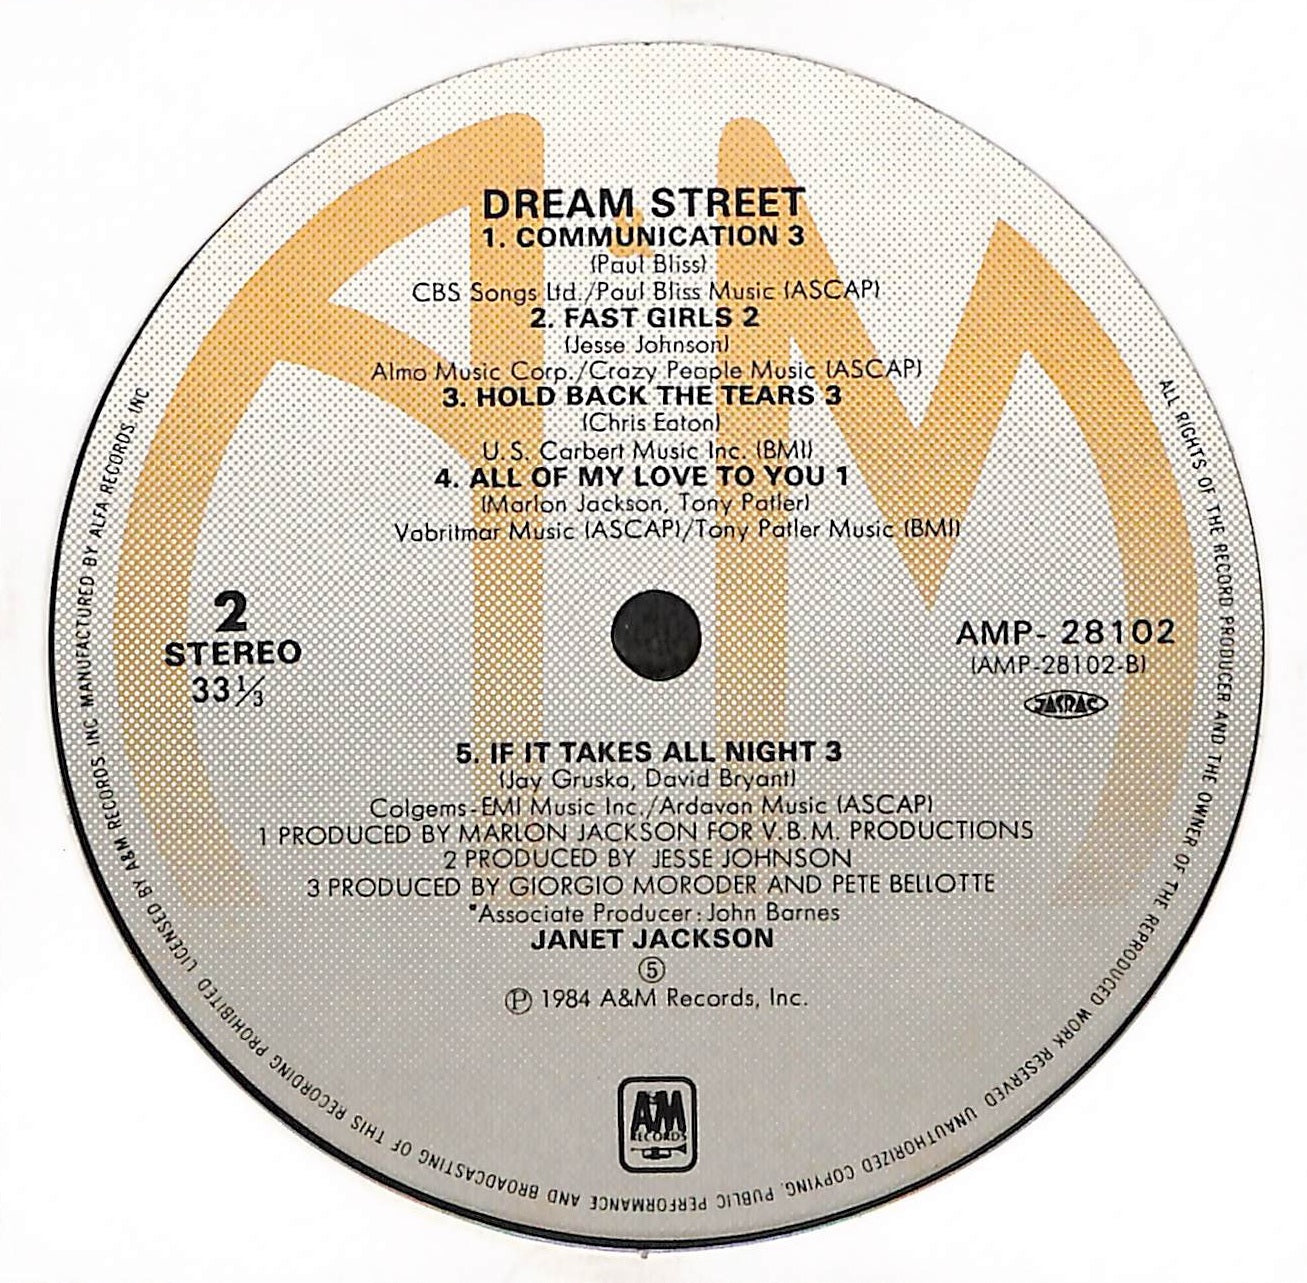 DREAM STREET
1. COMMUNICATION 3
(Paul Bliss)
CBS Songs Ltd./Paul Bliss Music (ASCAP)
2. FAST GIRLS 2
(Jesse Johnson)
Almo Music Corp./Crazy People Music (ASCAP)
3. HOLD BACK THE TEARS 3
(Chris Eaton)
U.S. Carbert Music Inc. (BMI)
4. ALL OF MY LOVE TO YOU 1
(Marlon Jackson, Tony Patler)
Vabritmar Music (ASCAP)/Tony Patler Music (BMI)
2
STEREO
33⅓
AMP- 28102
(AMP-28102-B)
JASRAC
5. IF IT TAKES ALL NIGHT 3
(Jay Gruska, David Bryant)
Colgems-EMI Music Inc./Ardavan Music (ASCAP)
1 PRODUCED BY MARLON JACKSON FOR V.B.M. PRODUCTIONS
2 PRODUCED BY JESSE JOHNSON
3 PRODUCED BY GIORGIO MORODER AND PETE BELLOTTE
*Associate Producer: John Barnes
JANET JACKSON
⑤
℗ 1984 A&M Records, Inc.
A&M
RECORDS
ALL RIGHTS OF THE RECORD PRODUCER AND THE OWNER OF THE REPRODUCED WORK RESERVED UNAUTHORIZED COPYING. PUBLIC PERFORMANCE AND BROADCASTING OF THIS RECORDING PROHIBITED LICENSED BY A&M RECORDS, INC MANUFACTURED BY ALFA RECORDS, INC
A&M